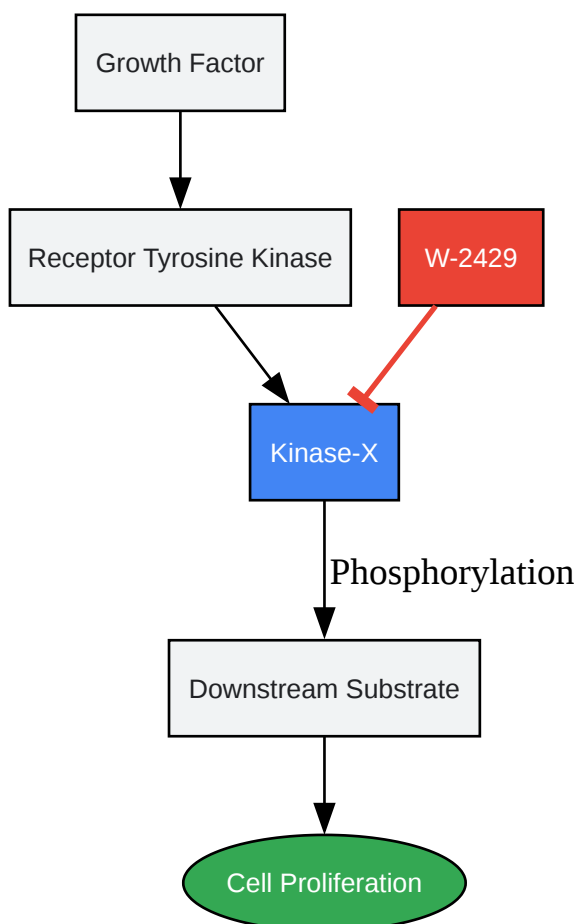 Growth Factor
Receptor Tyrosine Kinase
W-2429
Kinase-X
Phosphorylation
Downstream Substrate
Cell Proliferation